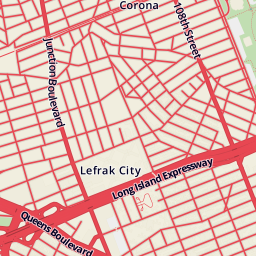 Corona
108th Street
Junction Boulevard
Lefrak City
Long Island Expressway
Queens Boulevard